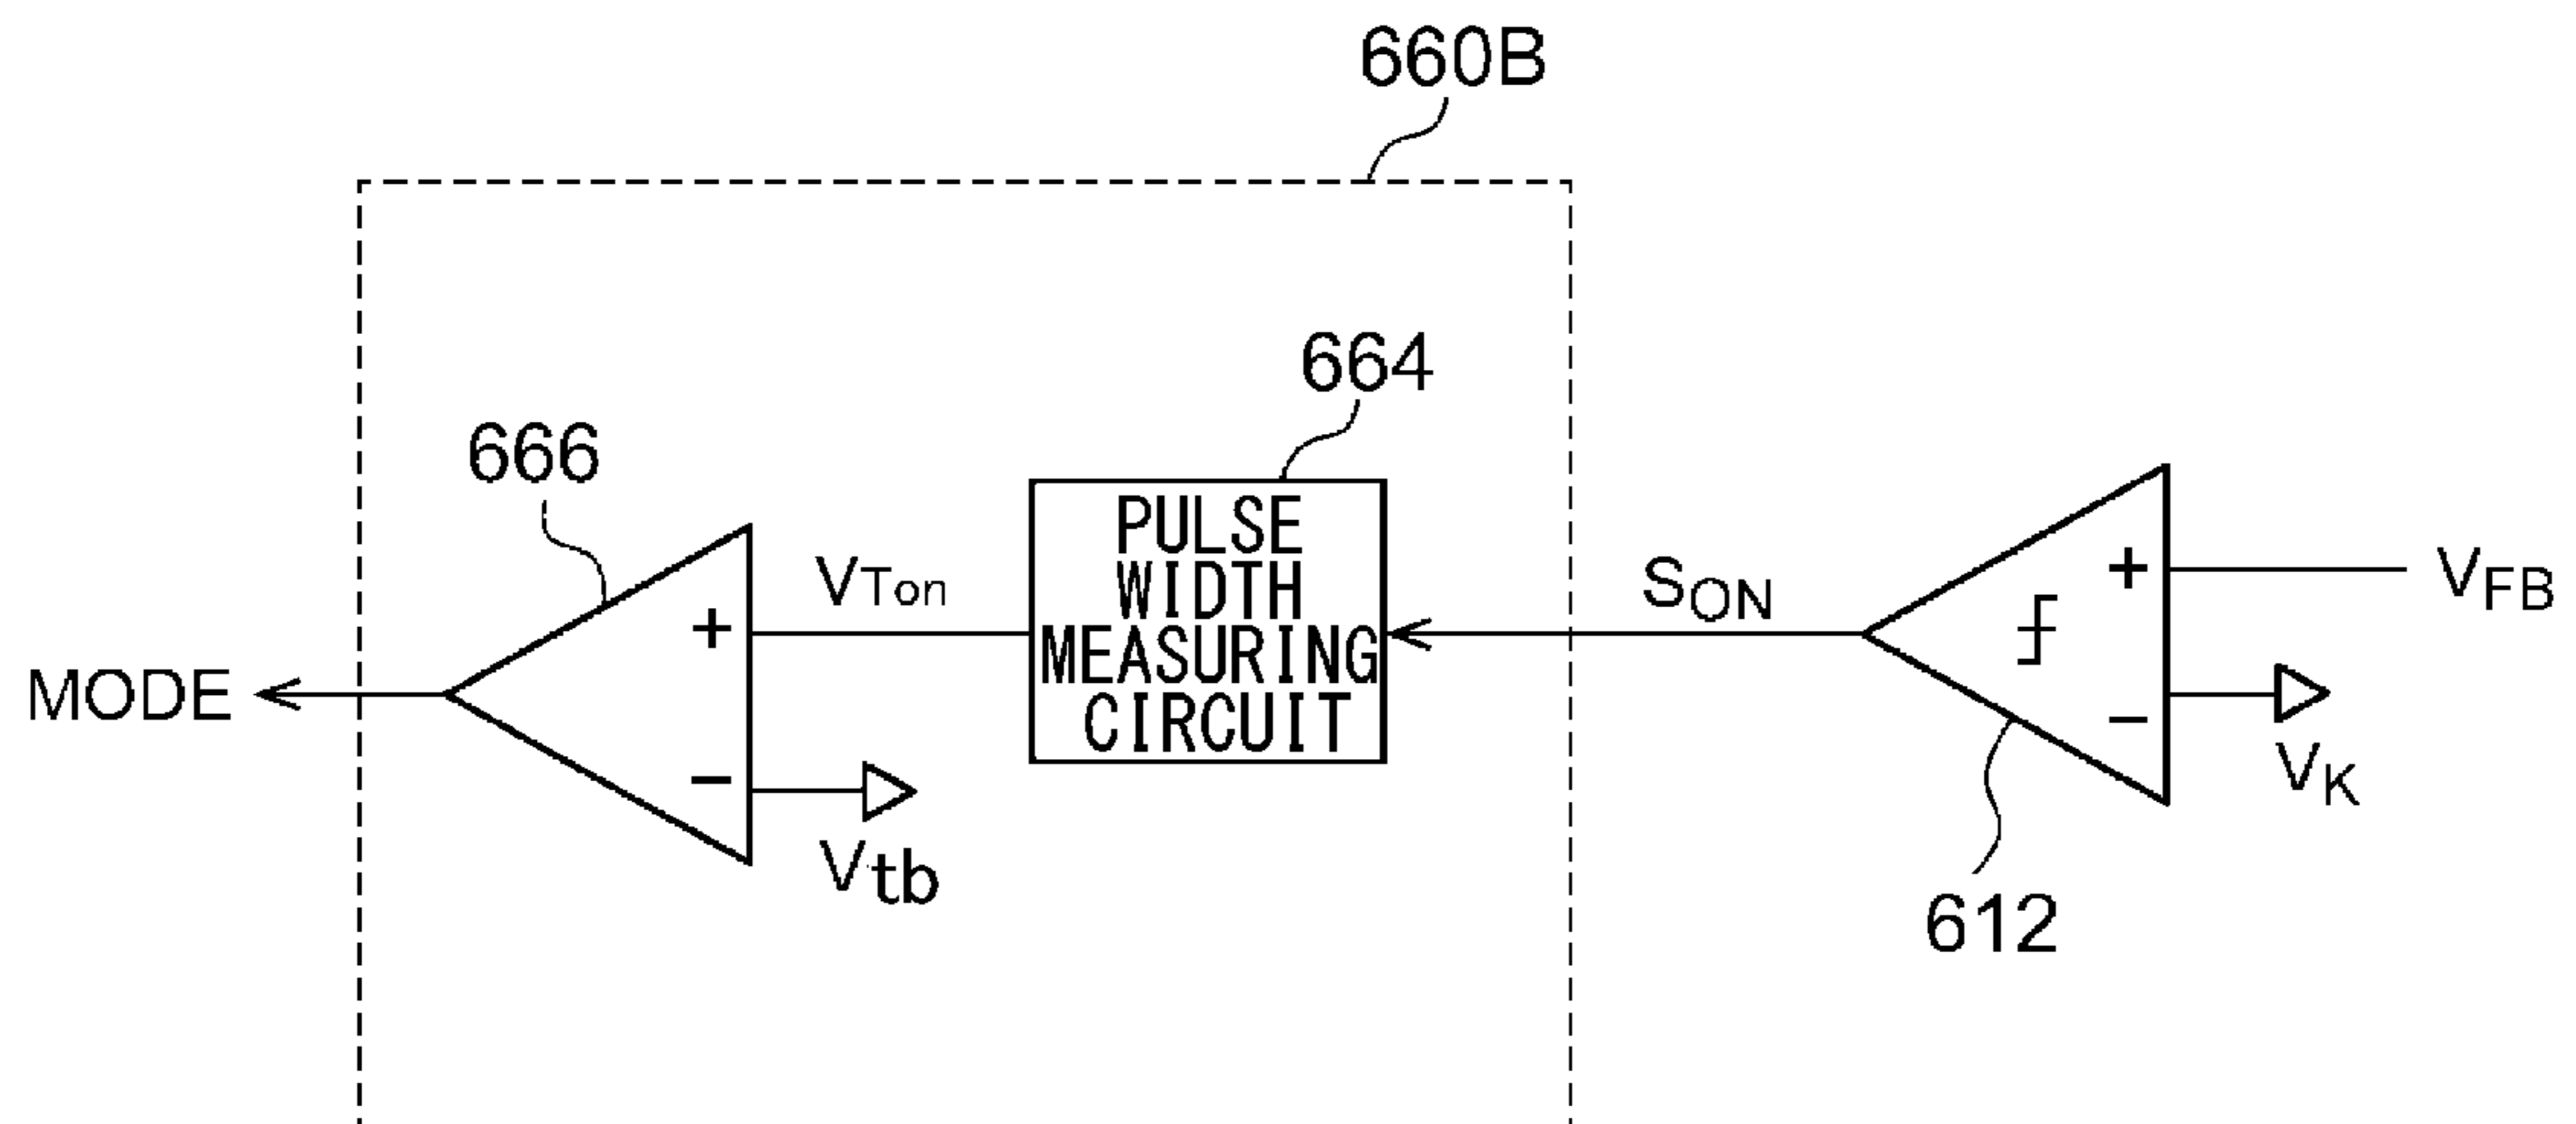 660B
664
666
PULSE
WIDTH
MEASURING
CIRCUIT
VTon
SON
+
VFB
+
MODE
−
VK
−
Vtb
612